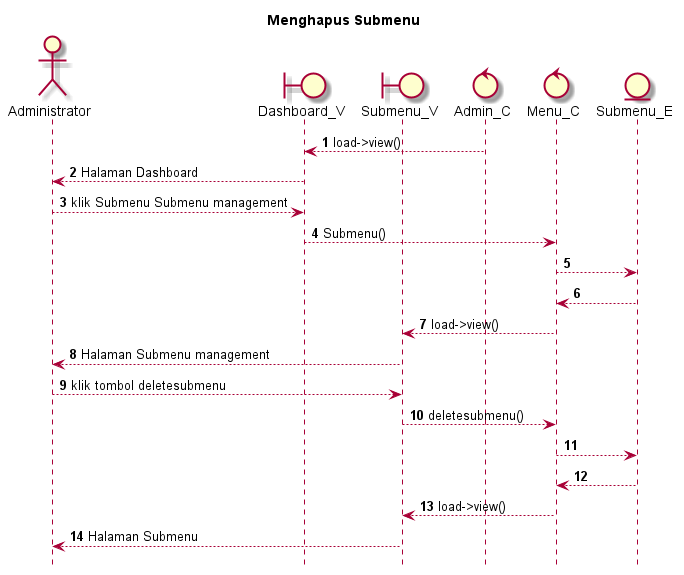 Menghapus Submenu
Administrator
Dashboard_V
Submenu_V
Admin_C
Menu_C
Submenu_E
1 load->view()
2 Halaman Dashboard
3 klik Submenu Submenu management
4 Submenu()
5
6
7 load->view()
8 Halaman Submenu management
9 klik tombol deletesubmenu
10 deletesubmenu()
11
12
13 load->view()
14 Halaman Submenu